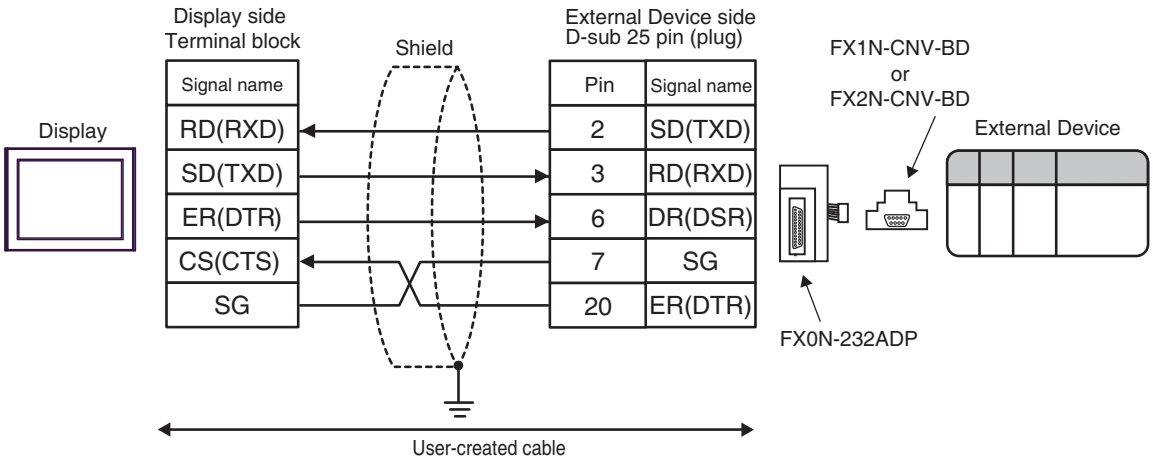 Display side
Terminal block
Shield
External Device side
D-sub 25 pin (plug)
FX1N-CNV-BD
or
FX2N-CNV-BD
Display
External Device
Signal name
Pin
Signal name
RD(RXD)
2
SD(TXD)
SD(TXD)
3
RD(RXD)
ER(DTR)
6
DR(DSR)
CS(CTS)
7
SG
SG
20
ER(DTR)
FX0N-232ADP
User-created cable